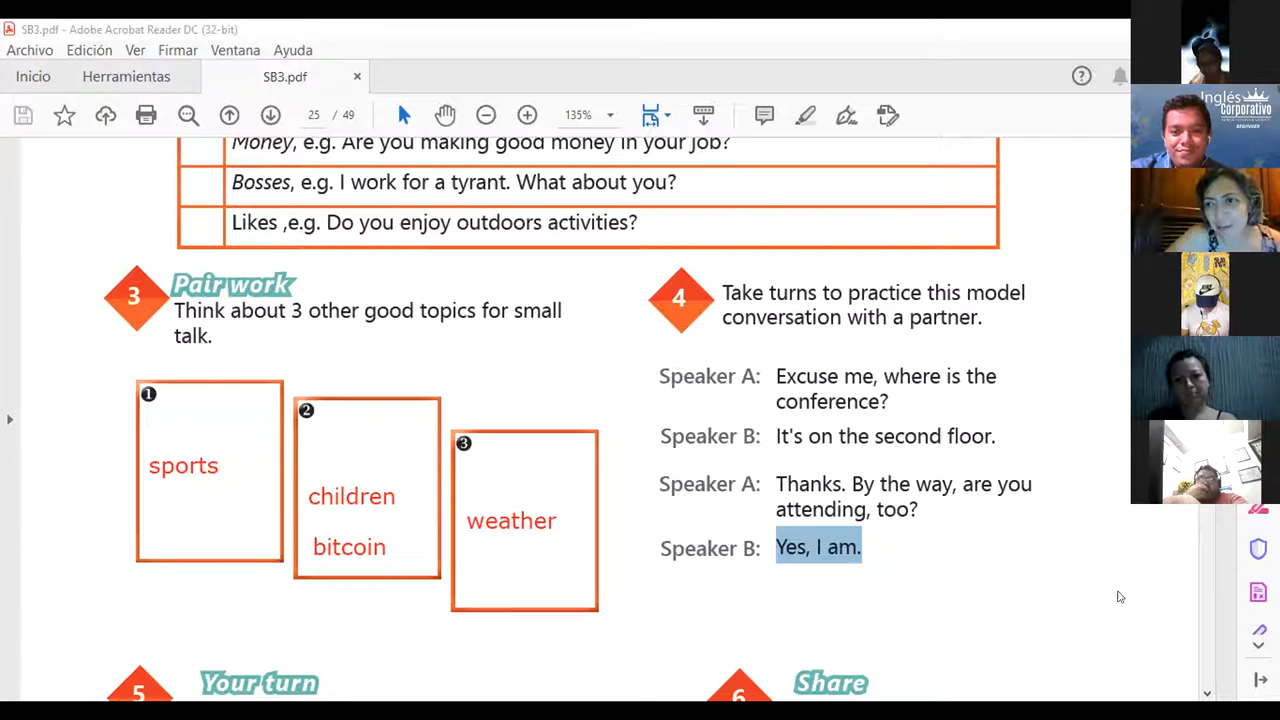 SB3.pdf - Adobe Acrobat Reader DC (32-bit)
Archivo Edición Ver Firmar Ventana Ayuda
Inicio Herramientas SB3.pdf ×
25 / 49 135%
Money, e.g. Are you making good money in your job?
Bosses, e.g. I work for a tyrant. What about you?
Likes ,e.g. Do you enjoy outdoors activities?
3 Pair work
Think about 3 other good topics for small
talk.
1
sports
2
children
bitcoin
3
weather
4 Take turns to practice this model
conversation with a partner.
Speaker A: Excuse me, where is the
conference?
Speaker B: It's on the second floor.
Speaker A: Thanks. By the way, are you
attending, too?
Speaker B: Yes, I am.
5 Your turn
6 Share
Inglés
Corporativo